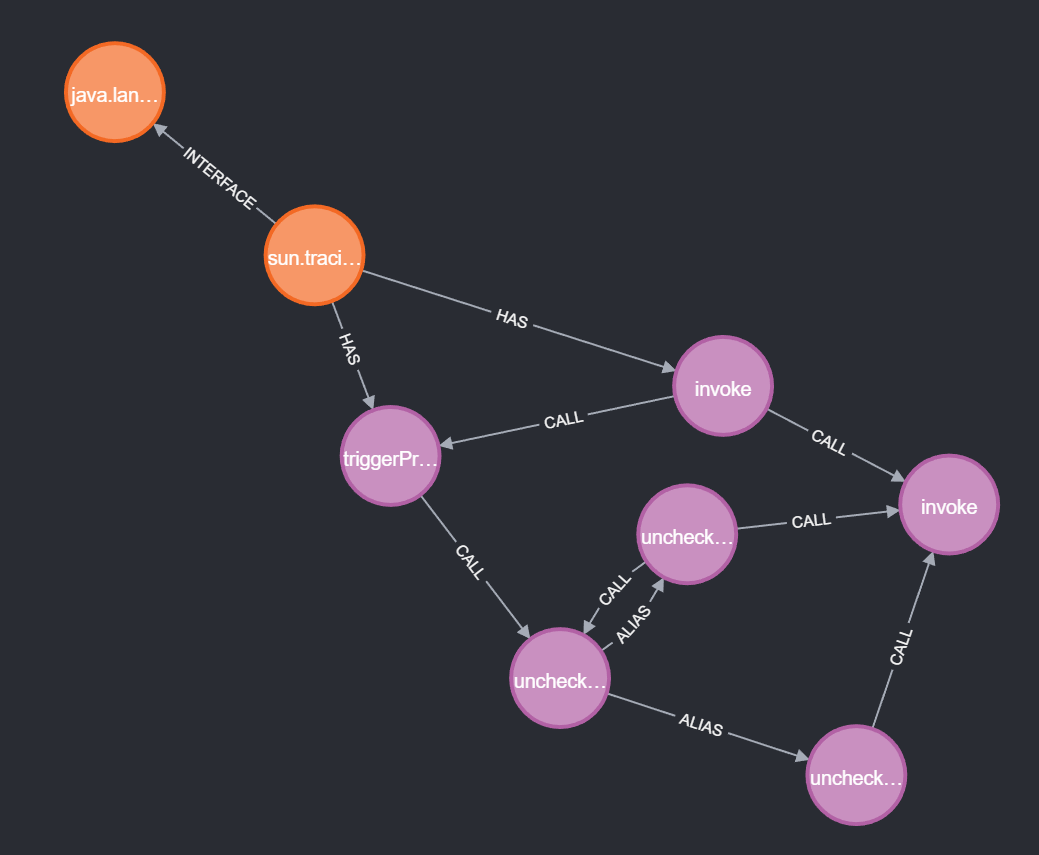 java.lan…
INTERFACE
sun.traci…
HAS
HAS
invoke
CALL
triggerPr…
CALL
invoke
uncheck…
CALL
CALL
CALL
ALIAS
uncheck…
CALL
ALIAS
uncheck…